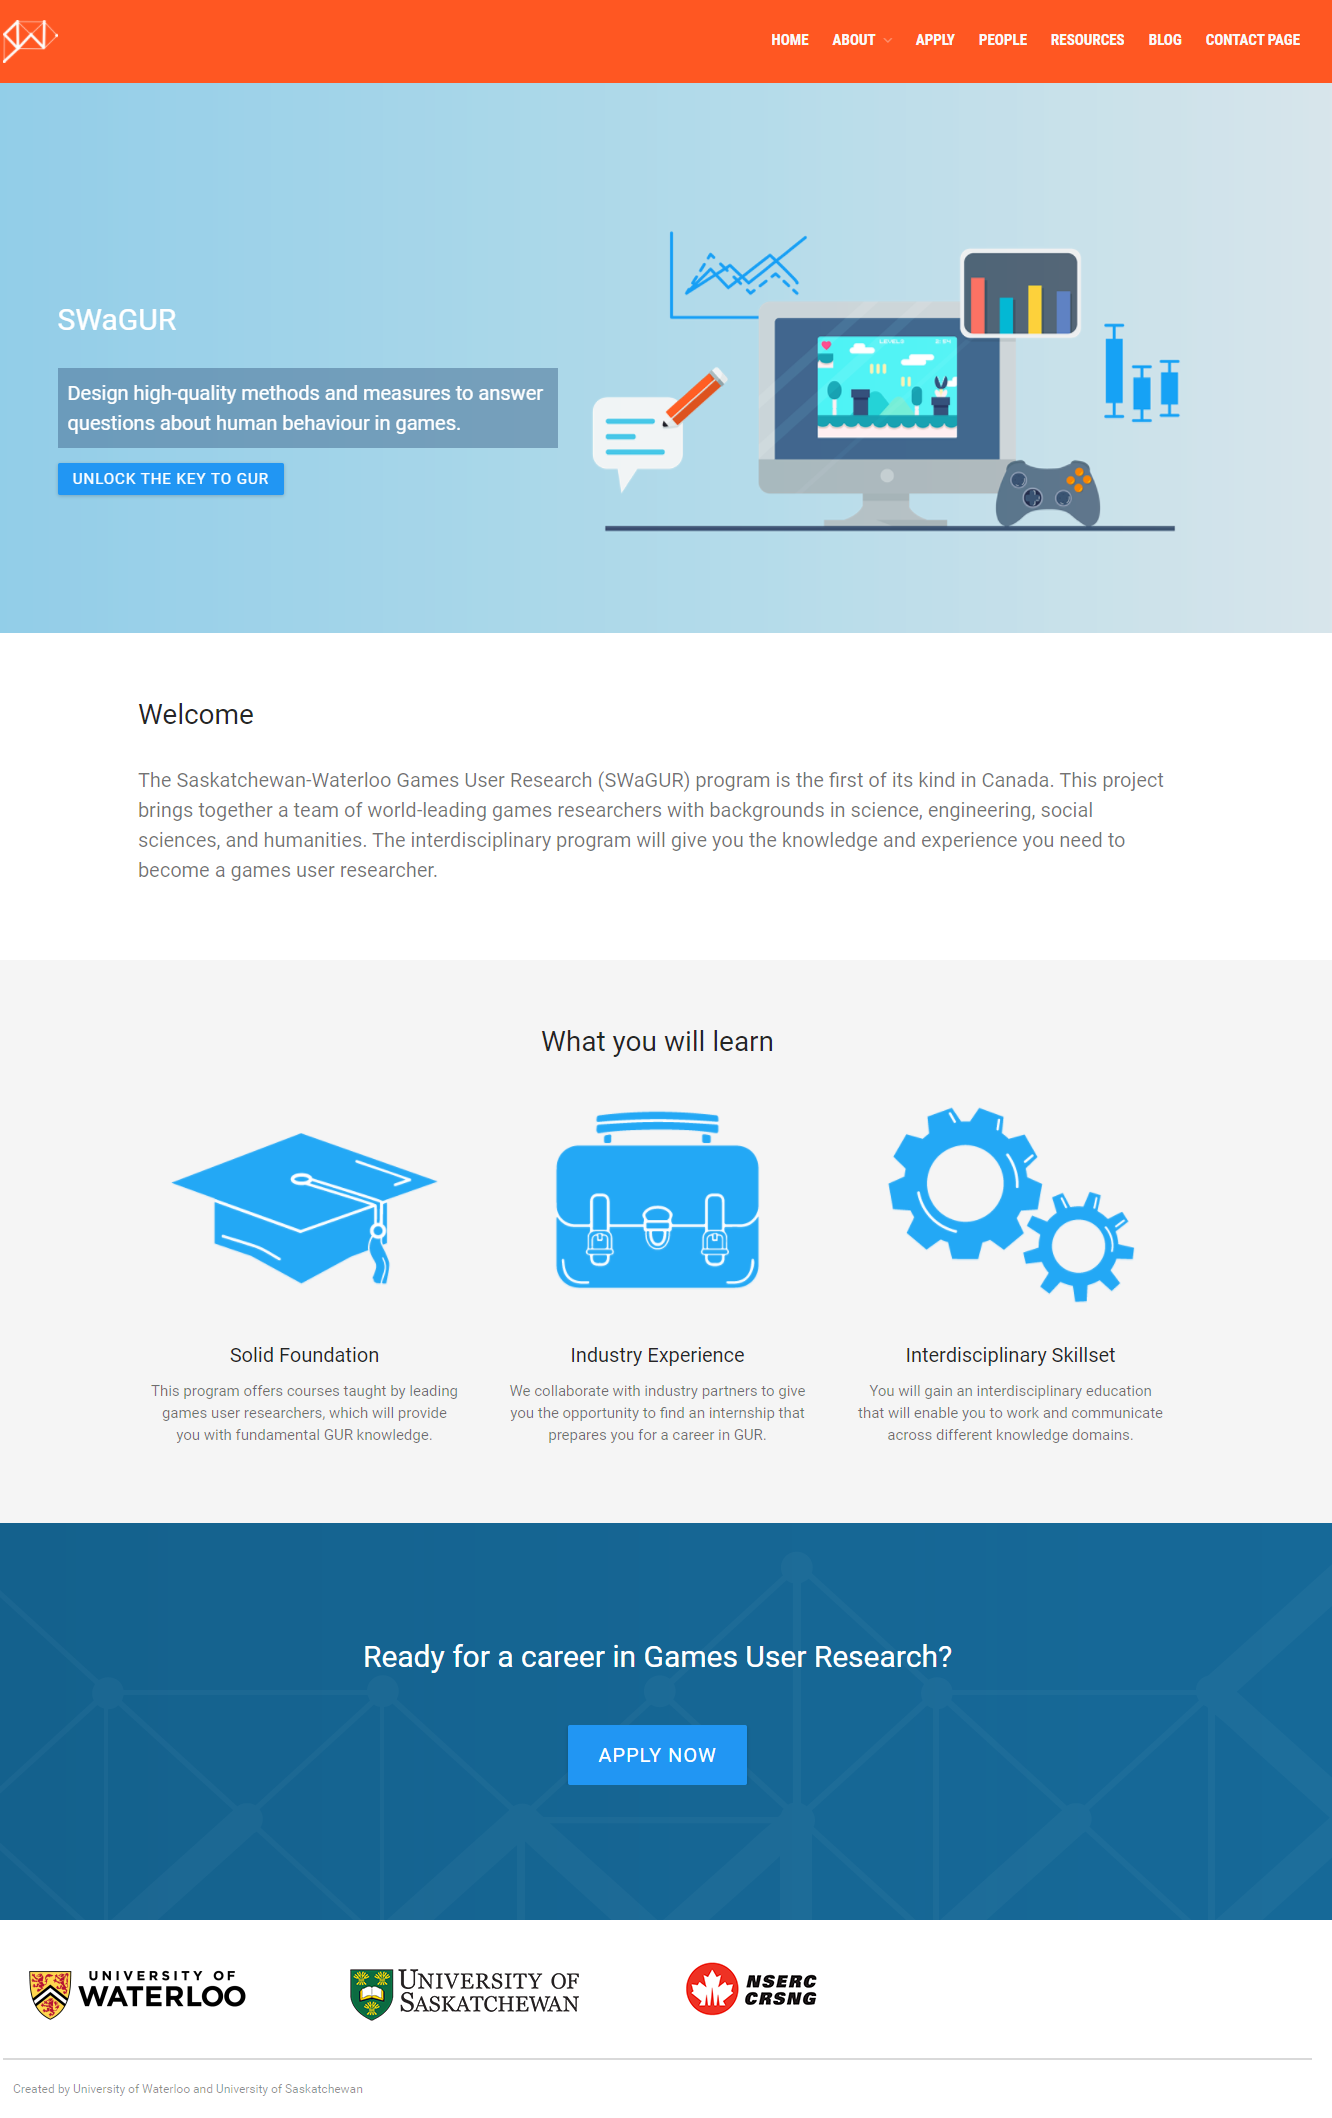 HOME ABOUT APPLY PEOPLE RESOURCES BLOG CONTACT PAGE
SWaGUR
Design high-quality methods and measures to answer
questions about human behaviour in games.
UNLOCK THE KEY TO GUR
Welcome
The Saskatchewan-Waterloo Games User Research (SWaGUR) program is the first of its kind in Canada. This project
brings together a team of world-leading games researchers with backgrounds in science, engineering, social
sciences, and humanities. The interdisciplinary program will give you the knowledge and experience you need to
become a games user researcher.
What you will learn
Solid Foundation
This program offers courses taught by leading
games user researchers, which will provide
you with fundamental GUR knowledge.
Industry Experience
We collaborate with industry partners to give
you the opportunity to find an internship that
prepares you for a career in GUR.
Interdisciplinary Skillset
You will gain an interdisciplinary education
that will enable you to work and communicate
across different knowledge domains.
Ready for a career in Games User Research?
APPLY NOW
UNIVERSITY OF
WATERLOO
UNIVERSITY OF
SASKATCHEWAN
NSERC
CRSNG
Created by University of Waterloo and University of Saskatchewan